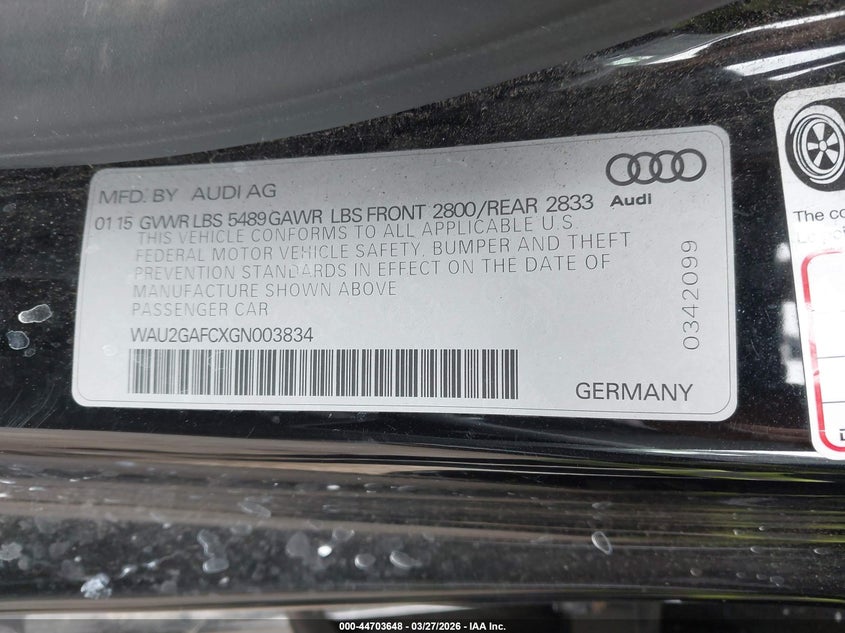 MFD. BY AUDI AG
01 15 GVWR LBS 5489 GAWR LBS FRONT 2800/REAR 2833
Audi
THIS VEHICLE CONFORMS TO ALL APPLICABLE U.S.
FEDERAL MOTOR VEHICLE SAFETY, BUMPER AND THEFT
PREVENTION STANDARDS IN EFFECT ON THE DATE OF
MANUFACTURE SHOWN ABOVE
PASSENGER CAR
WAU2GAFCXGN003834
GERMANY
0342099
The co
000-44703648 - 03/27/2026 - IAA Inc.